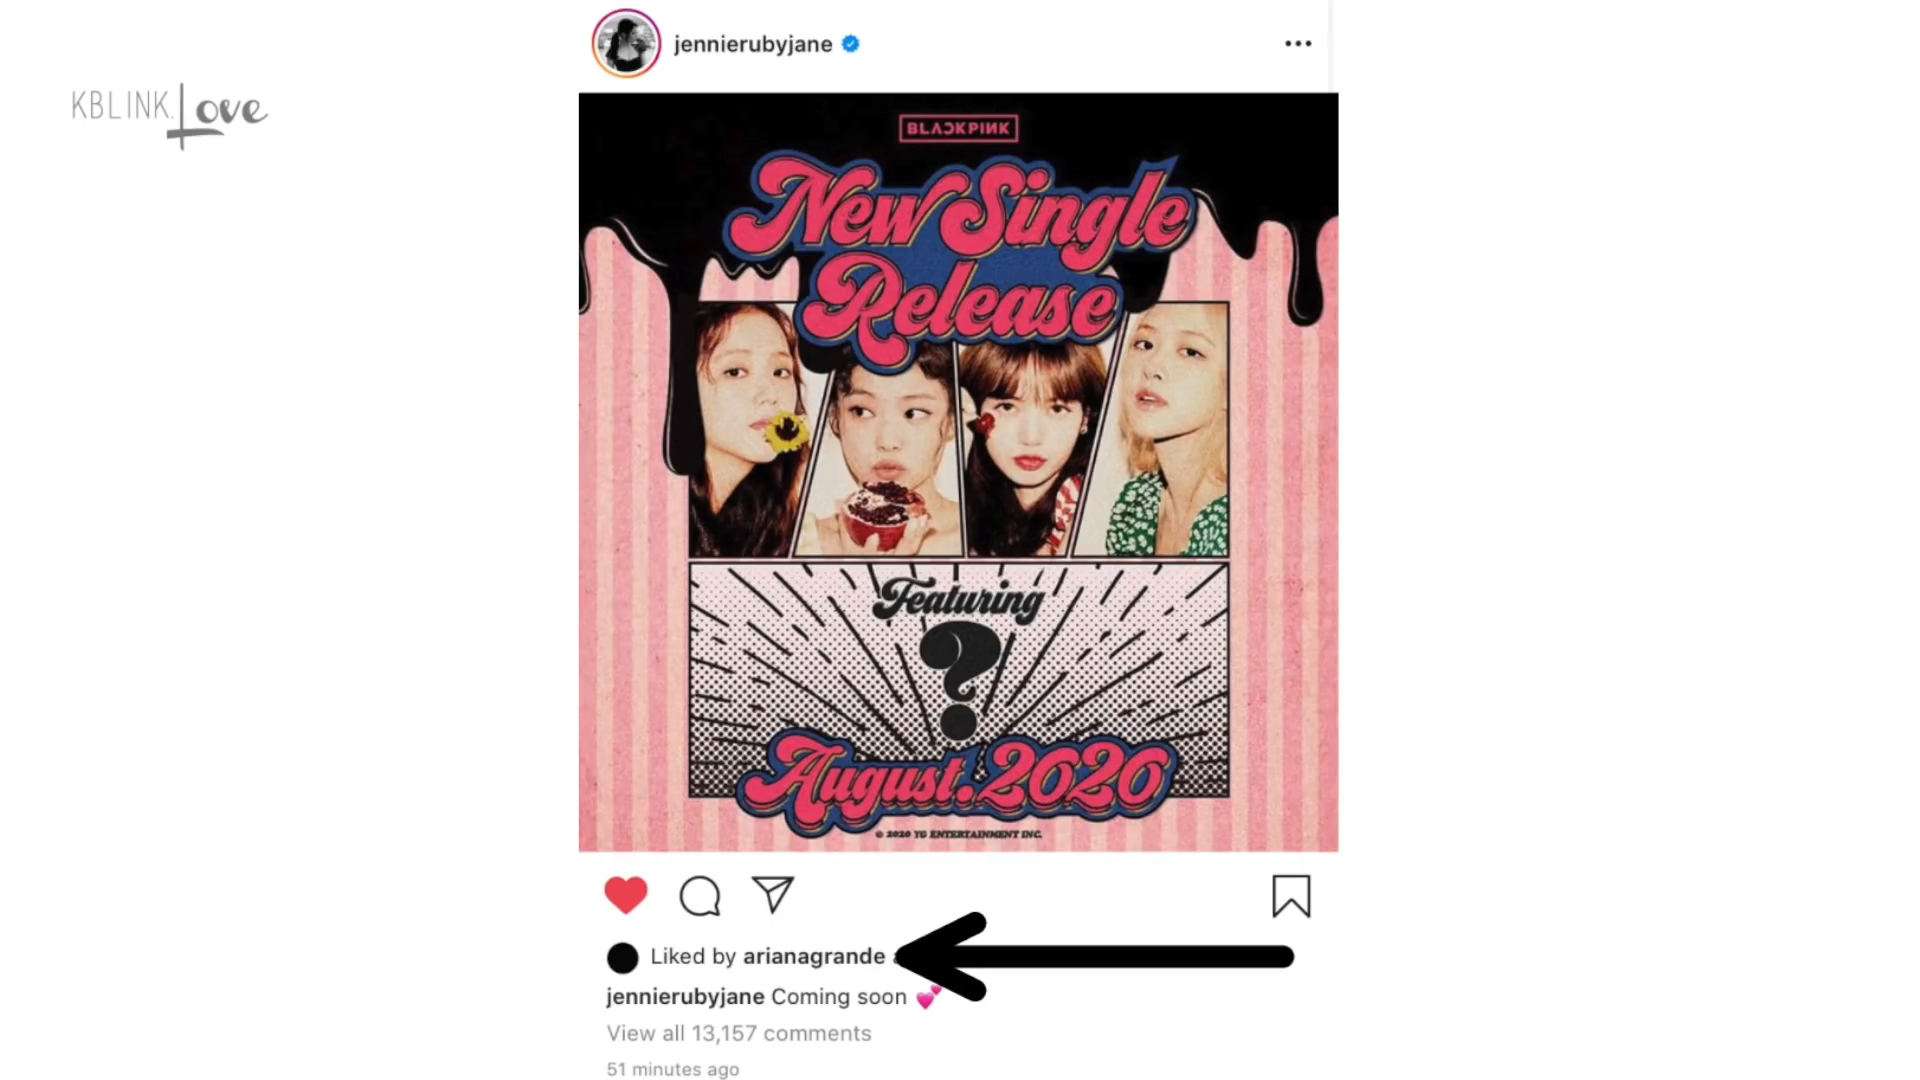 jennierubyjane
KBLINK.Love
BLACKPINK
New Single
Release
Featuring
?
August.2020
© 2020 YG ENTERTAINMENT INC.
Liked by arianagrande
jennierubyjane Coming soon 💕
View all 13,157 comments
51 minutes ago